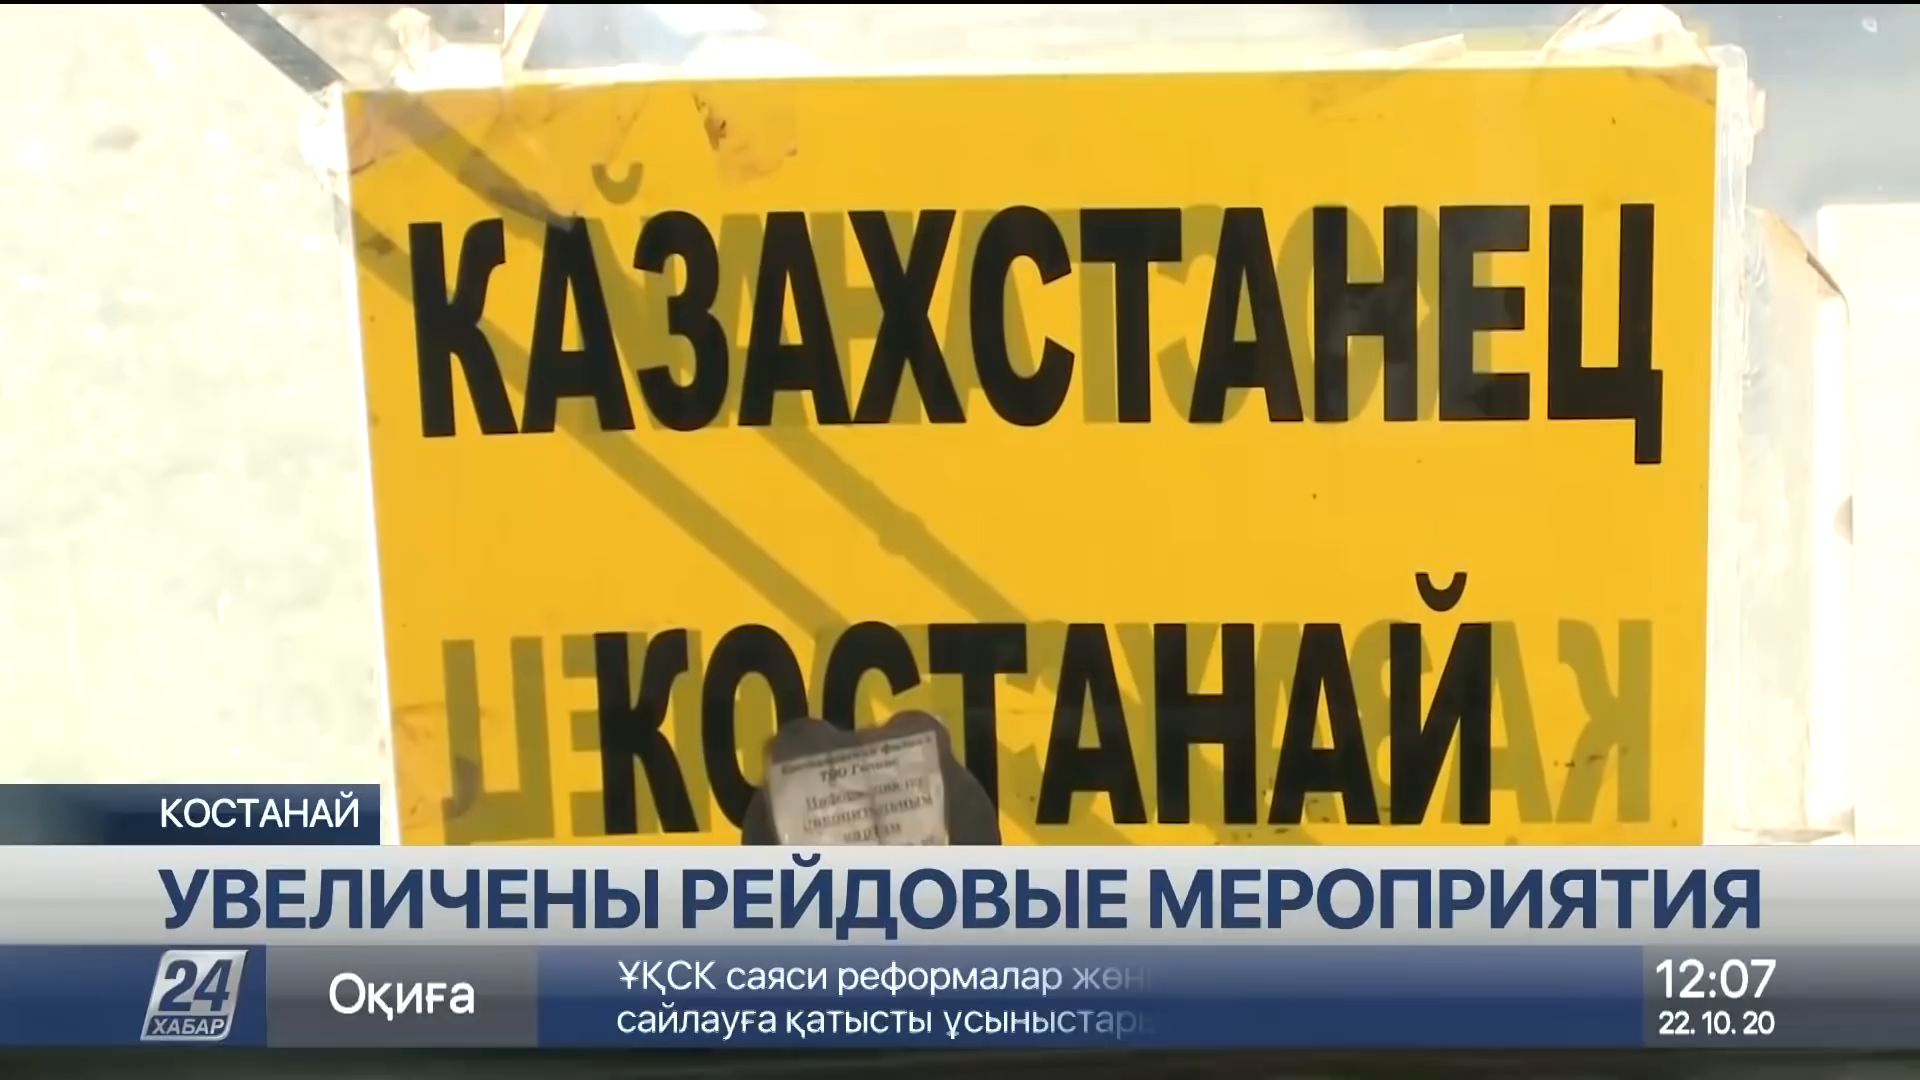 КАЗАХСТАНЕЦ
КОСТАНАЙ
ТОО
КОСТАНАЙ
УВЕЛИЧЕНЫ РЕЙДОВЫЕ МЕРОПРИЯТИЯ
24
ХАБАР
Оқиға
ҰҚСК саяси реформалар
сайлауға қатысты
12:07
22.10.20